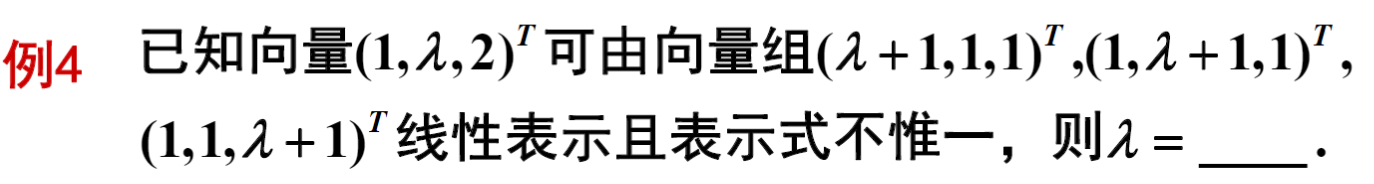 例4 已知向量(1,λ,2)ᵀ可由向量组(λ+1,1,1)ᵀ,(1,λ+1,1)ᵀ,
(1,1,λ+1)ᵀ线性表示且表示式不惟一，则λ = ____.